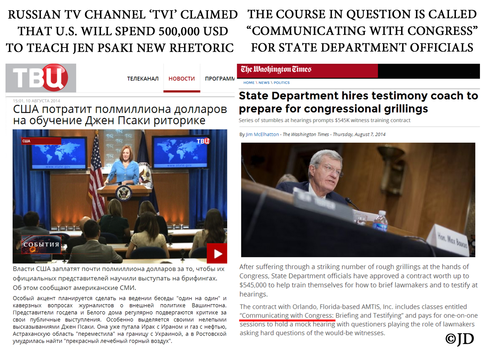 RUSSIAN TV CHANNEL ‘TVI’ CLAIMED
THAT U.S. WILL SPEND 500,000 USD
TO TEACH JEN PSAKI NEW RHETORIC
ТВЦ
ТЕЛЕКАНАЛ НОВОСТИ ПРОГРАММ
15:01, 10 АВГУСТА 2014
США потратит полмиллиона долларов
на обучение Джен Псаки риторике
ТВЦ
СОБЫТИЯ
Власти США заплатят почти полмиллиона долларов за то, чтобы их
официальных представителей научили выступать на брифингах.
Об этом сообщают американские СМИ.
Особый акцент планируется сделать на ведении беседы "один на один" и
каверзных вопросах журналистов о внешней политике Вашингтона.
Представители госдепа и Белого дома регулярно подвергаются критике за
свои публичные выступления. Особенно выделяется своими нелепыми
высказываниями Джен Псаки. Она уже путала Ирак с Ираном и газ с нефтью,
Астраханскую область "переместила" на границу с Украиной, а в Ростовской
умудрилась найти "прекрасный лечебный горный воздух".
THE COURSE IN QUESTION IS CALLED
“COMMUNICATING WITH CONGRESS”
FOR STATE DEPARTMENT OFFICIALS
The Washington Times
HOME \ NEWS \ POLITICS
State Department hires testimony coach to
prepare for congressional grillings
Series of stumbles at hearings prompts $545K witness training contract
By Jim McElhatton - The Washington Times - Thursday, August 7, 2014
Hon. Max Baucus
After suffering through a striking number of rough grillings at the hands of
Congress, State Department officials have approved a contract worth up to
$545,000 to help train themselves for how to brief lawmakers and to testify at
hearings.
The contract with Orlando, Florida-based AMTIS, Inc. includes classes entitled
“Communicating with Congress: Briefing and Testifying” and pays for one-on-one
sessions to hold a mock hearing with questioners playing the role of lawmakers
asking hard questions of the would-be witnesses.
©JD